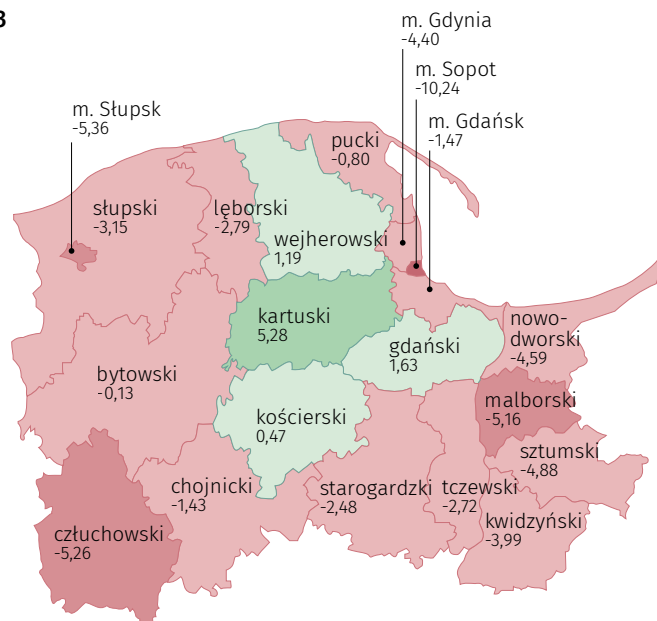 B
m. Gdynia
-4,40
m. Sopot
-10,24
m. Gdańsk
-1,47
m. Słupsk
-5,36
pucki
-0,80
słupski
-3,15
lęborski
-2,79
wejherowski
1,19
kartuski
5,28
gdański
1,63
nowo-
dworski
-4,59
bytowski
-0,13
malborski
-5,16
kościerski
0,47
sztumski
-4,88
chojnicki
-1,43
starogardzki
-2,48
tczewski
-2,72
kwidzyński
-3,99
człuchowski
-5,26